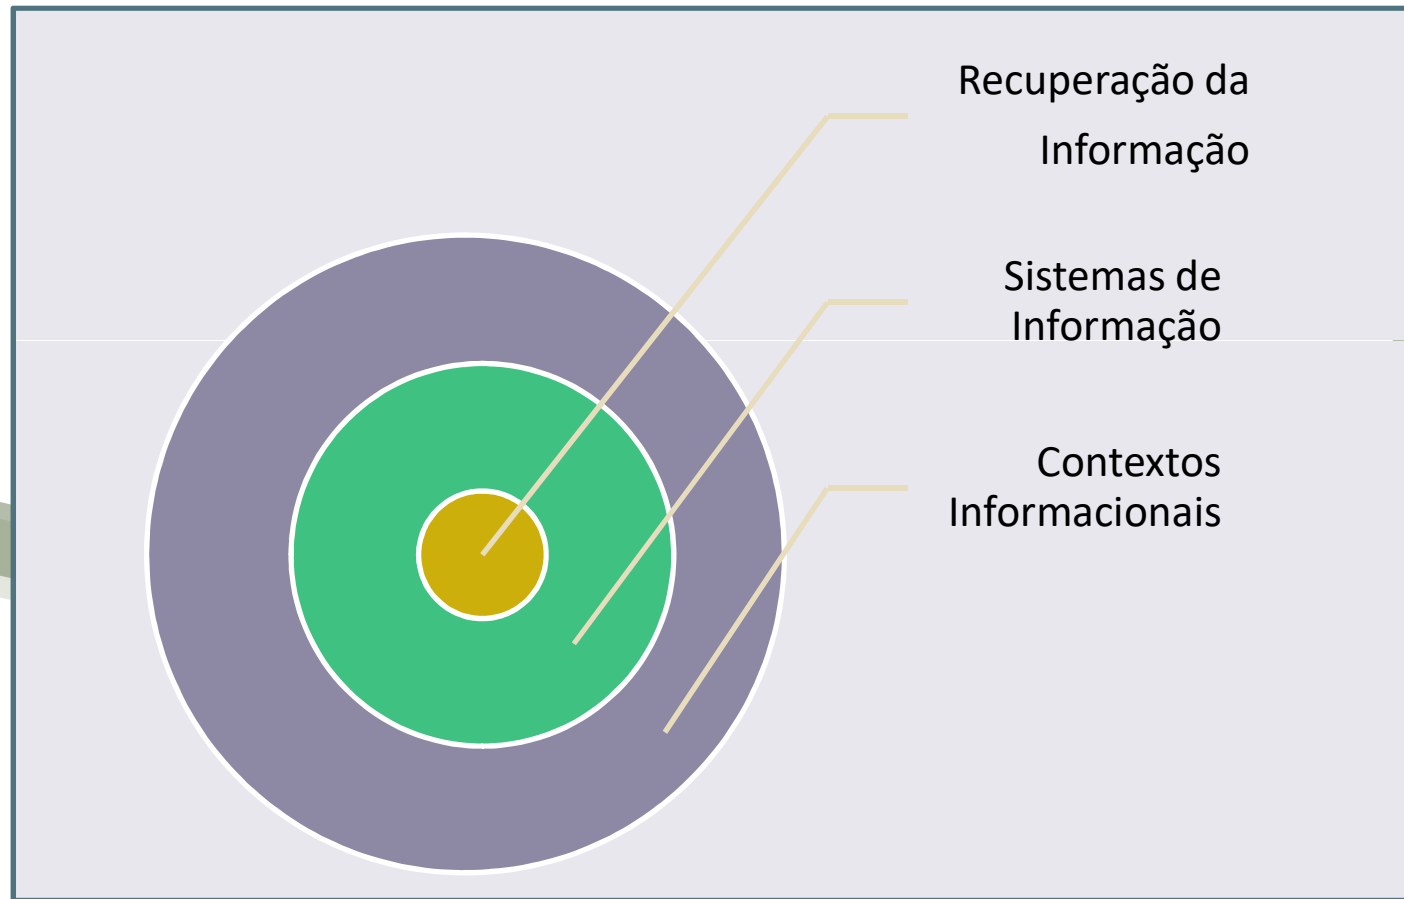 Recuperação da
Informação
Sistemas de
Informação
Contextos
Informacionais